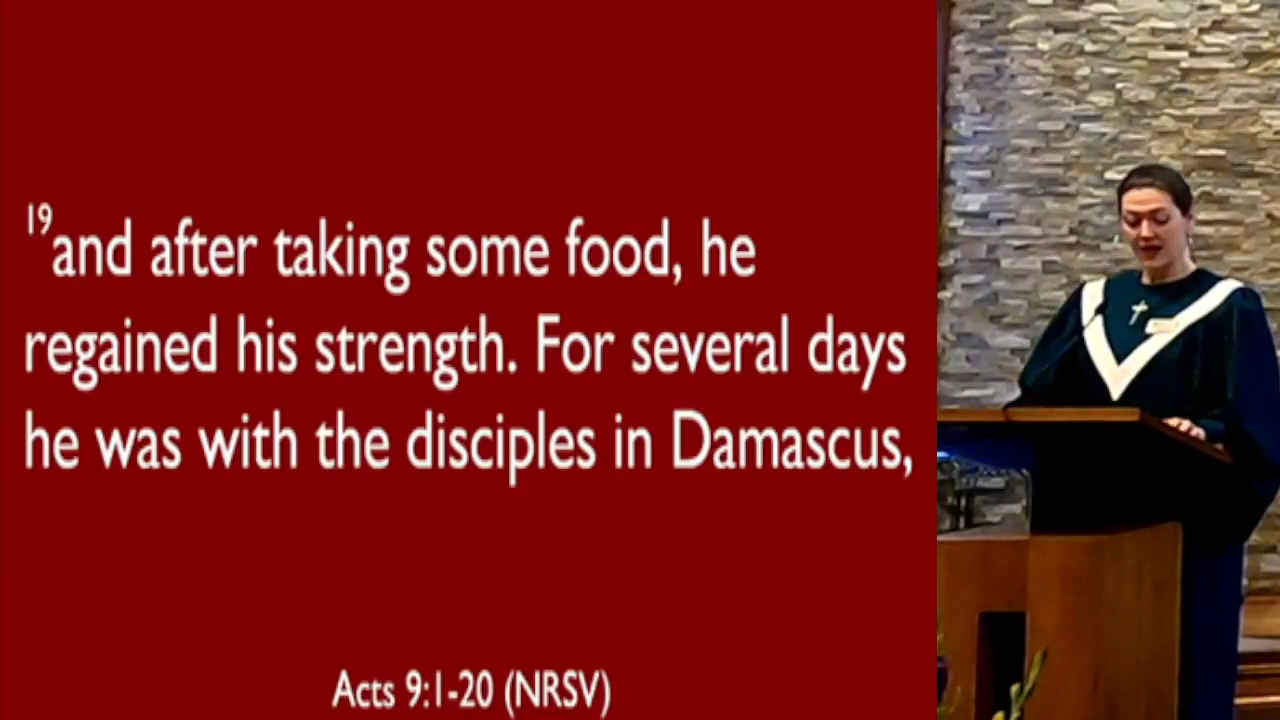 19and after taking some food, he
regained his strength. For several days
he was with the disciples in Damascus,
Acts 9:1-20 (NRSV)